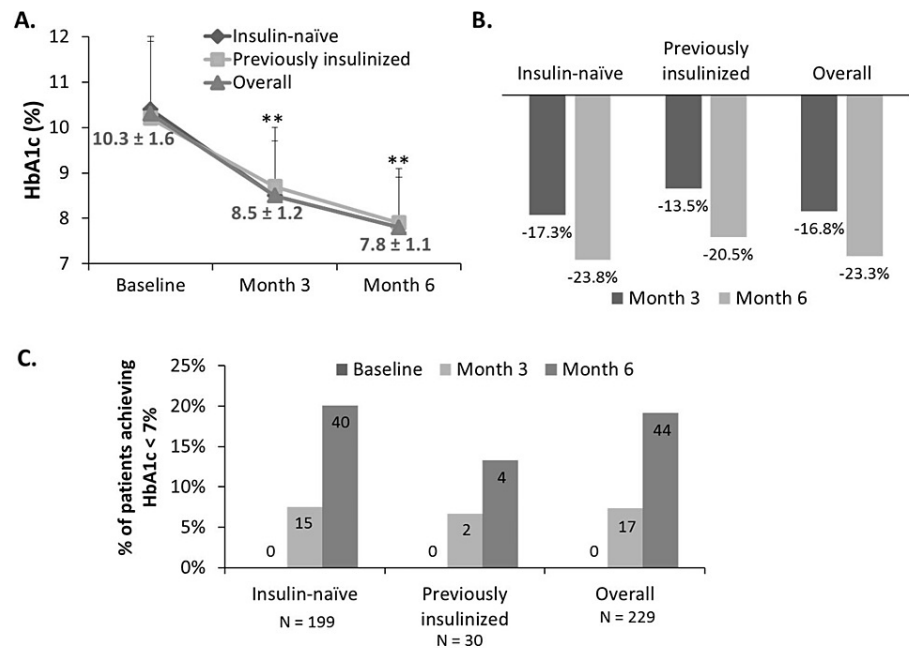 A.
12
11
10
9
8
7
HbA1c (%)
Insulin-naïve
Previously insulinized
Overall
**
**
10.3 ± 1.6
8.5 ± 1.2
7.8 ± 1.1
Baseline Month 3 Month 6
B.
Insulin-naïve
Previously
insulinized
Overall
-17.3%
-23.8%
-13.5%
-20.5%
-16.8%
-23.3%
Month 3 Month 6
C.
% of patients achieving
HbA1c < 7%
25%
20%
15%
10%
5%
0%
Baseline Month 3 Month 6
0 15 40
0 2 4
0 17 44
Insulin-naïve
N = 199
Previously
insulinized
N = 30
Overall
N = 229